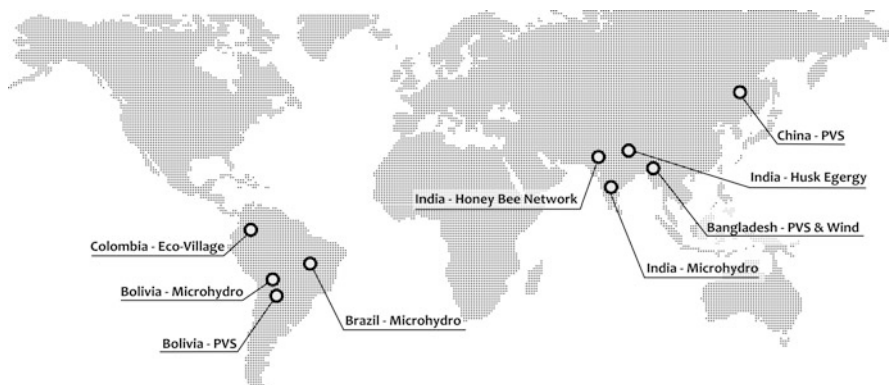 China - PVS
India - Husk Egergy
India - Honey Bee Network
Bangladesh - PVS & Wind
Colombia - Eco-Village
India - Microhydro
Bolivia - Microhydro
Brazil - Microhydro
Bolivia - PVS